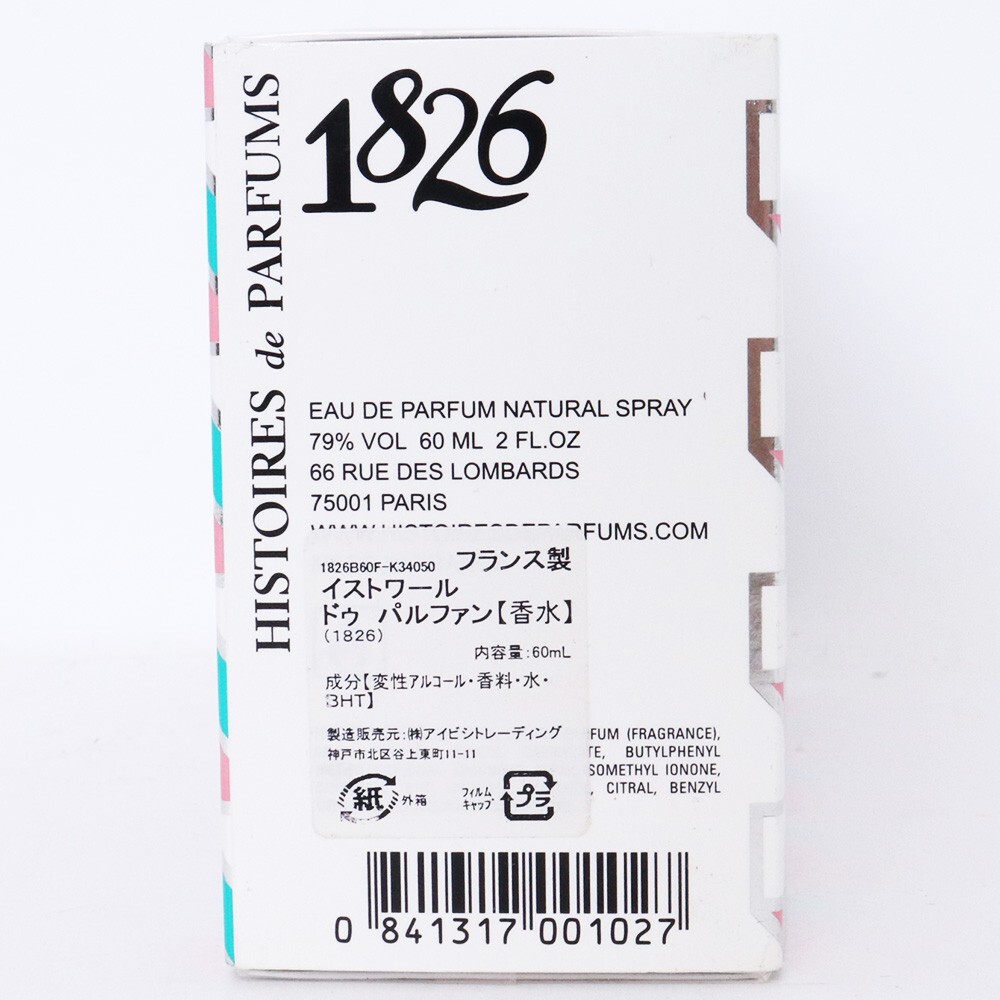 HISTOIRES de PARFUMS
1826
EAU DE PARFUM NATURAL SPRAY
79% VOL 60 ML 2 FL.OZ
66 RUE DES LOMBARDS
75001 PARIS
WWW.HISTOIRESDEPARFUMS.COM
1826B60F-K34050 フランス製
イストワール
ドゥ パルファン【香水】
(1826)
内容量:60mL
成分【変性アルコール・香料・水・
BHT】
製造販売元:㈱アイビシトレーディング
神戸市北区谷上東町11-11
紙 外箱 フィルム キャップ プラ
FUM (FRAGRANCE),
TE, BUTYLPHENYL
SOMETHYL IONONE,
, CITRAL, BENZYL
0 841317 001027